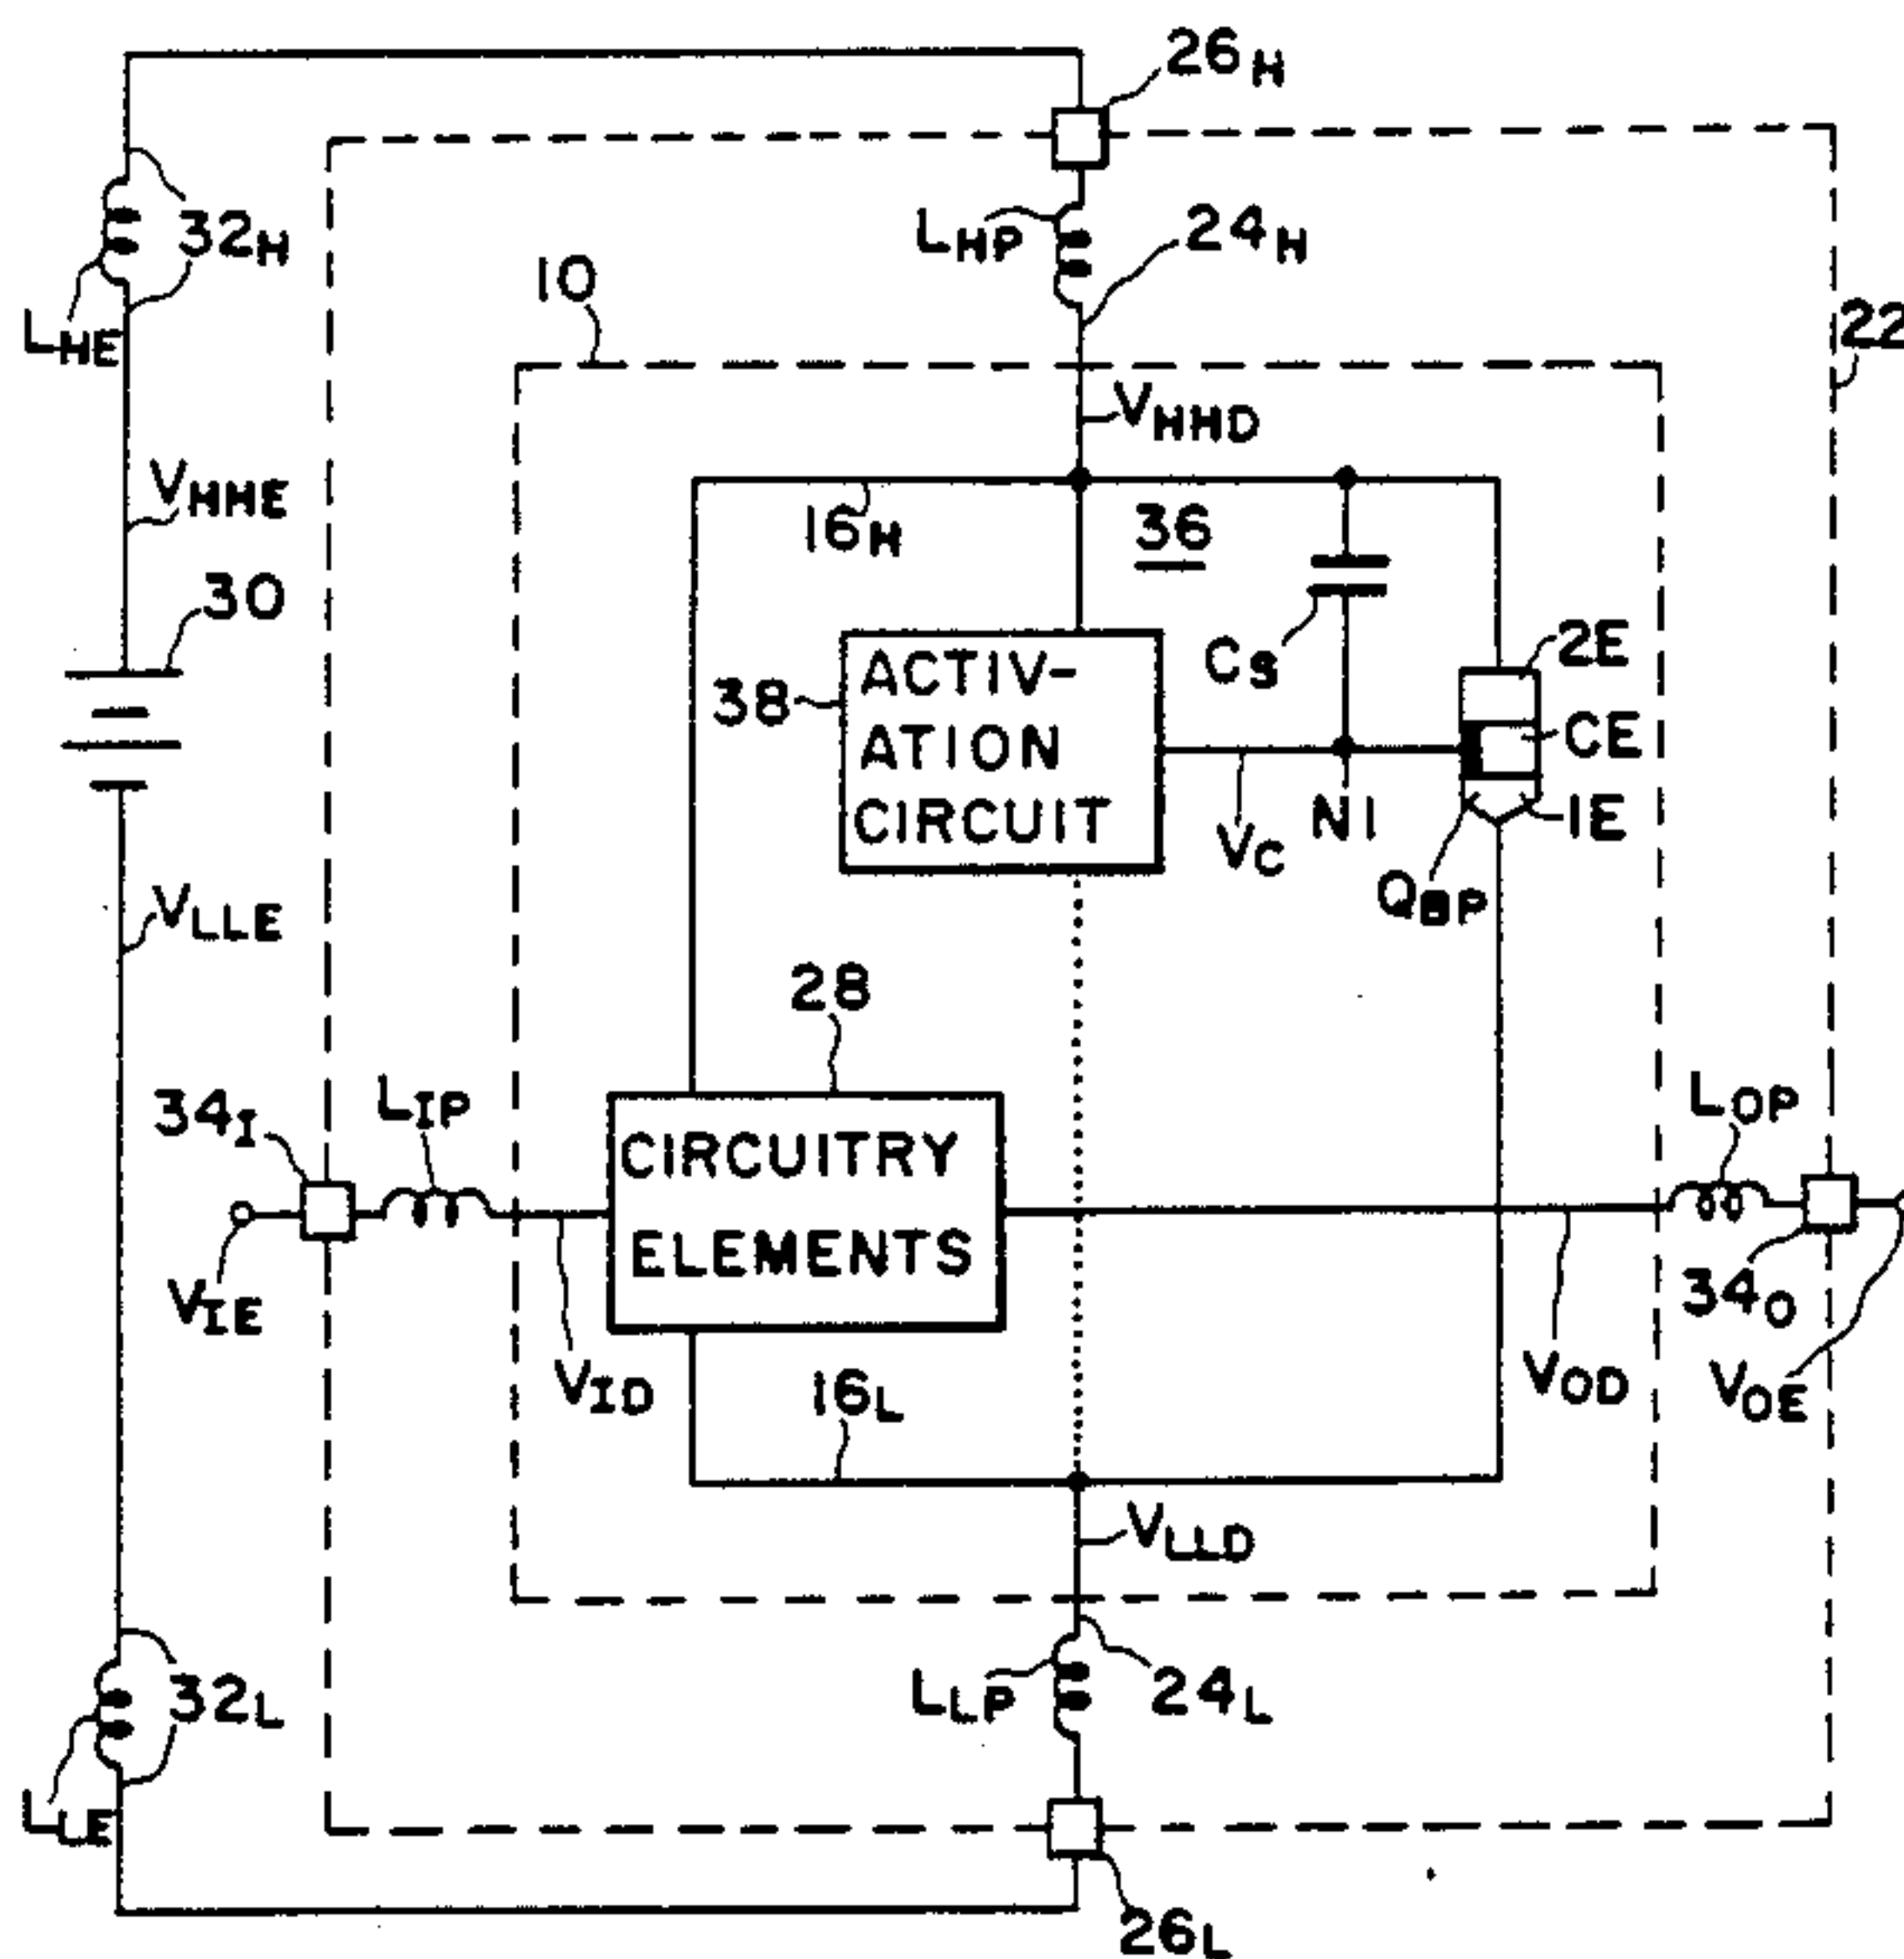 26H
LHP
24H
32H
10
LHE
22
VHHD
VHHE
16H
36
30
CS
2E
38
ACTIV-
ATION
CIRCUIT
CE
VC
N1
1E
QBP
VLLE
28
34I
LIP
LOP
CIRCUITRY
ELEMENTS
VIE
34O
VID
16L
VOD
VOE
VLLD
32L
LLP
24L
LLE
26L